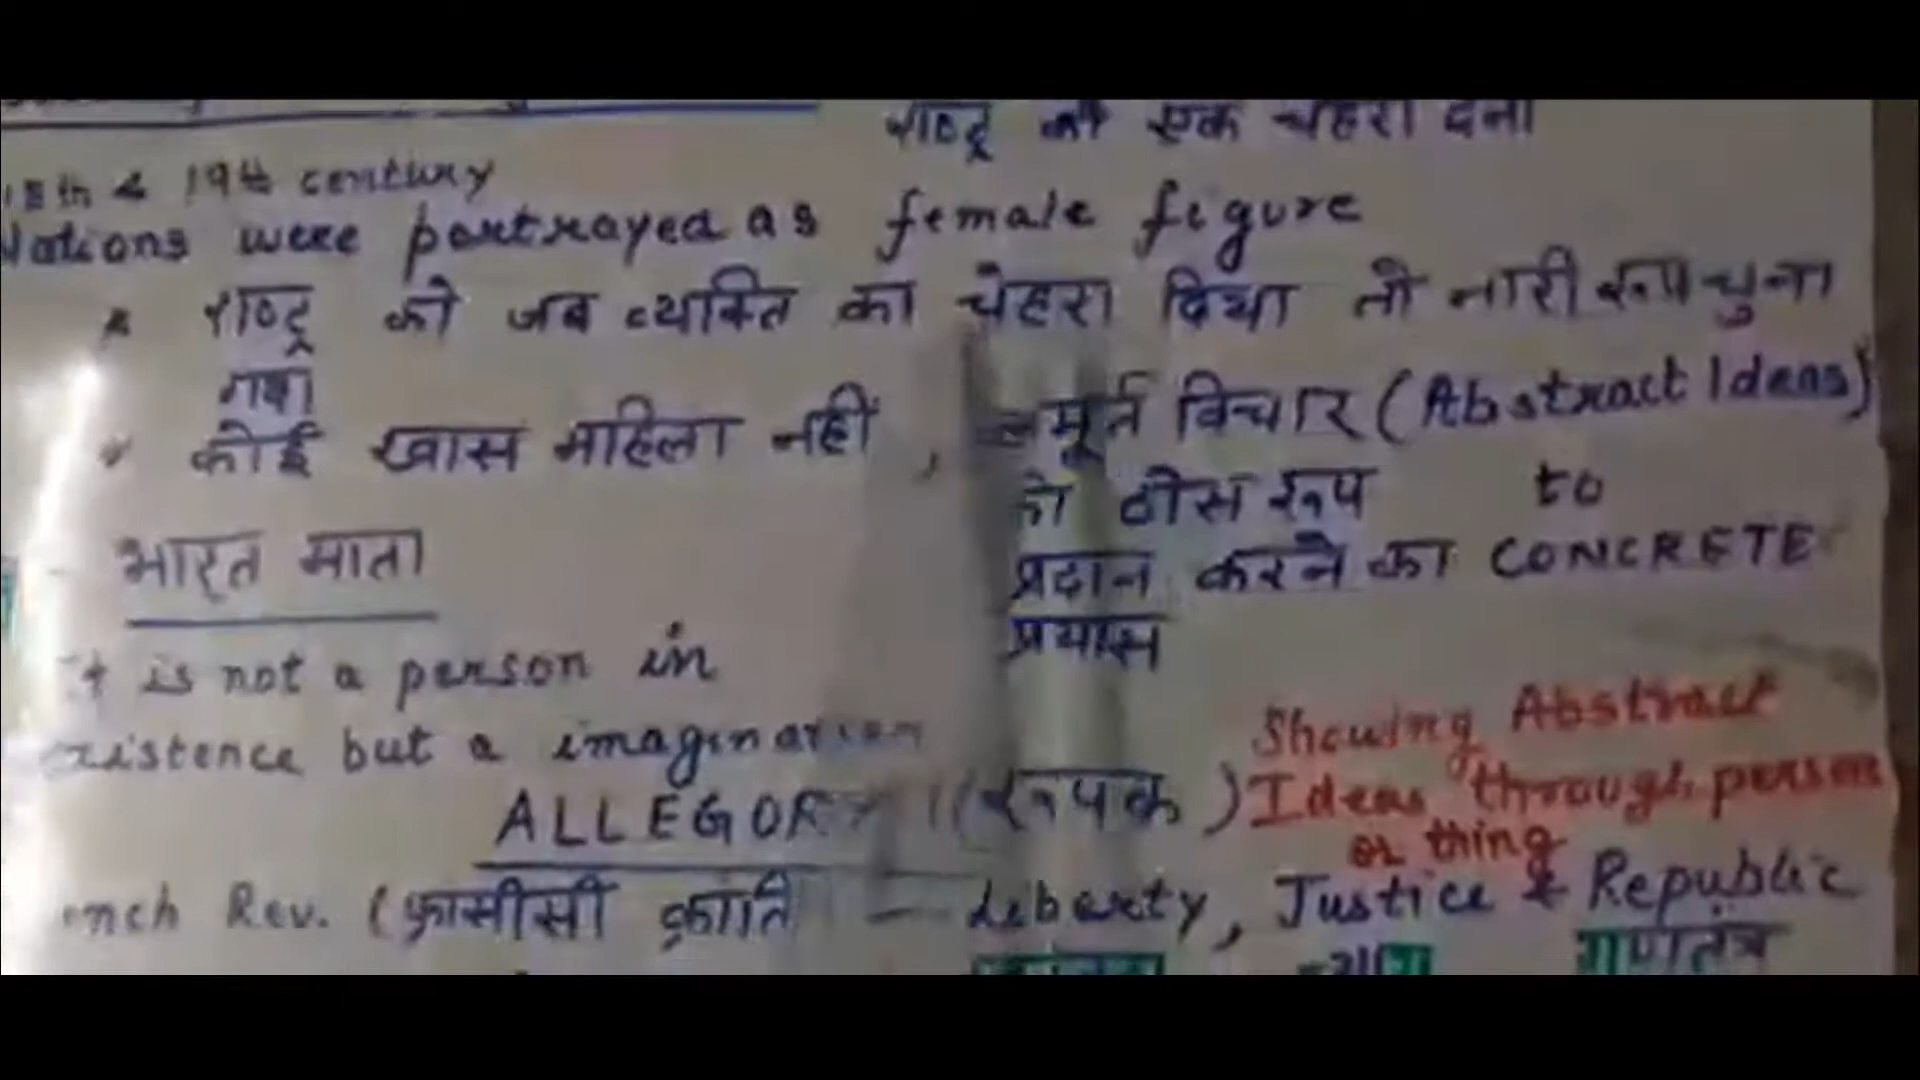 राष्ट्र को एक चेहरा देना
18th & 19th century
Nations were portrayed as female figure
राष्ट्र को जब व्यक्ति का चेहरा दिया तो नारी रूप चुना
गया
कोई खास महिला नहीं, अमूर्त विचार (Abstract Ideas)
को ठोस रूप to
प्रदान करने का CONCRETE
प्रयास
भारत माता
It is not a person in
existence but a imagination
ALLEGORY (रूपक) Showing Abstract
Ideas through person
or thing
ench Rev. (फ्रांसीसी क्रांति — Liberty, Justice & Republic
गणतंत्र